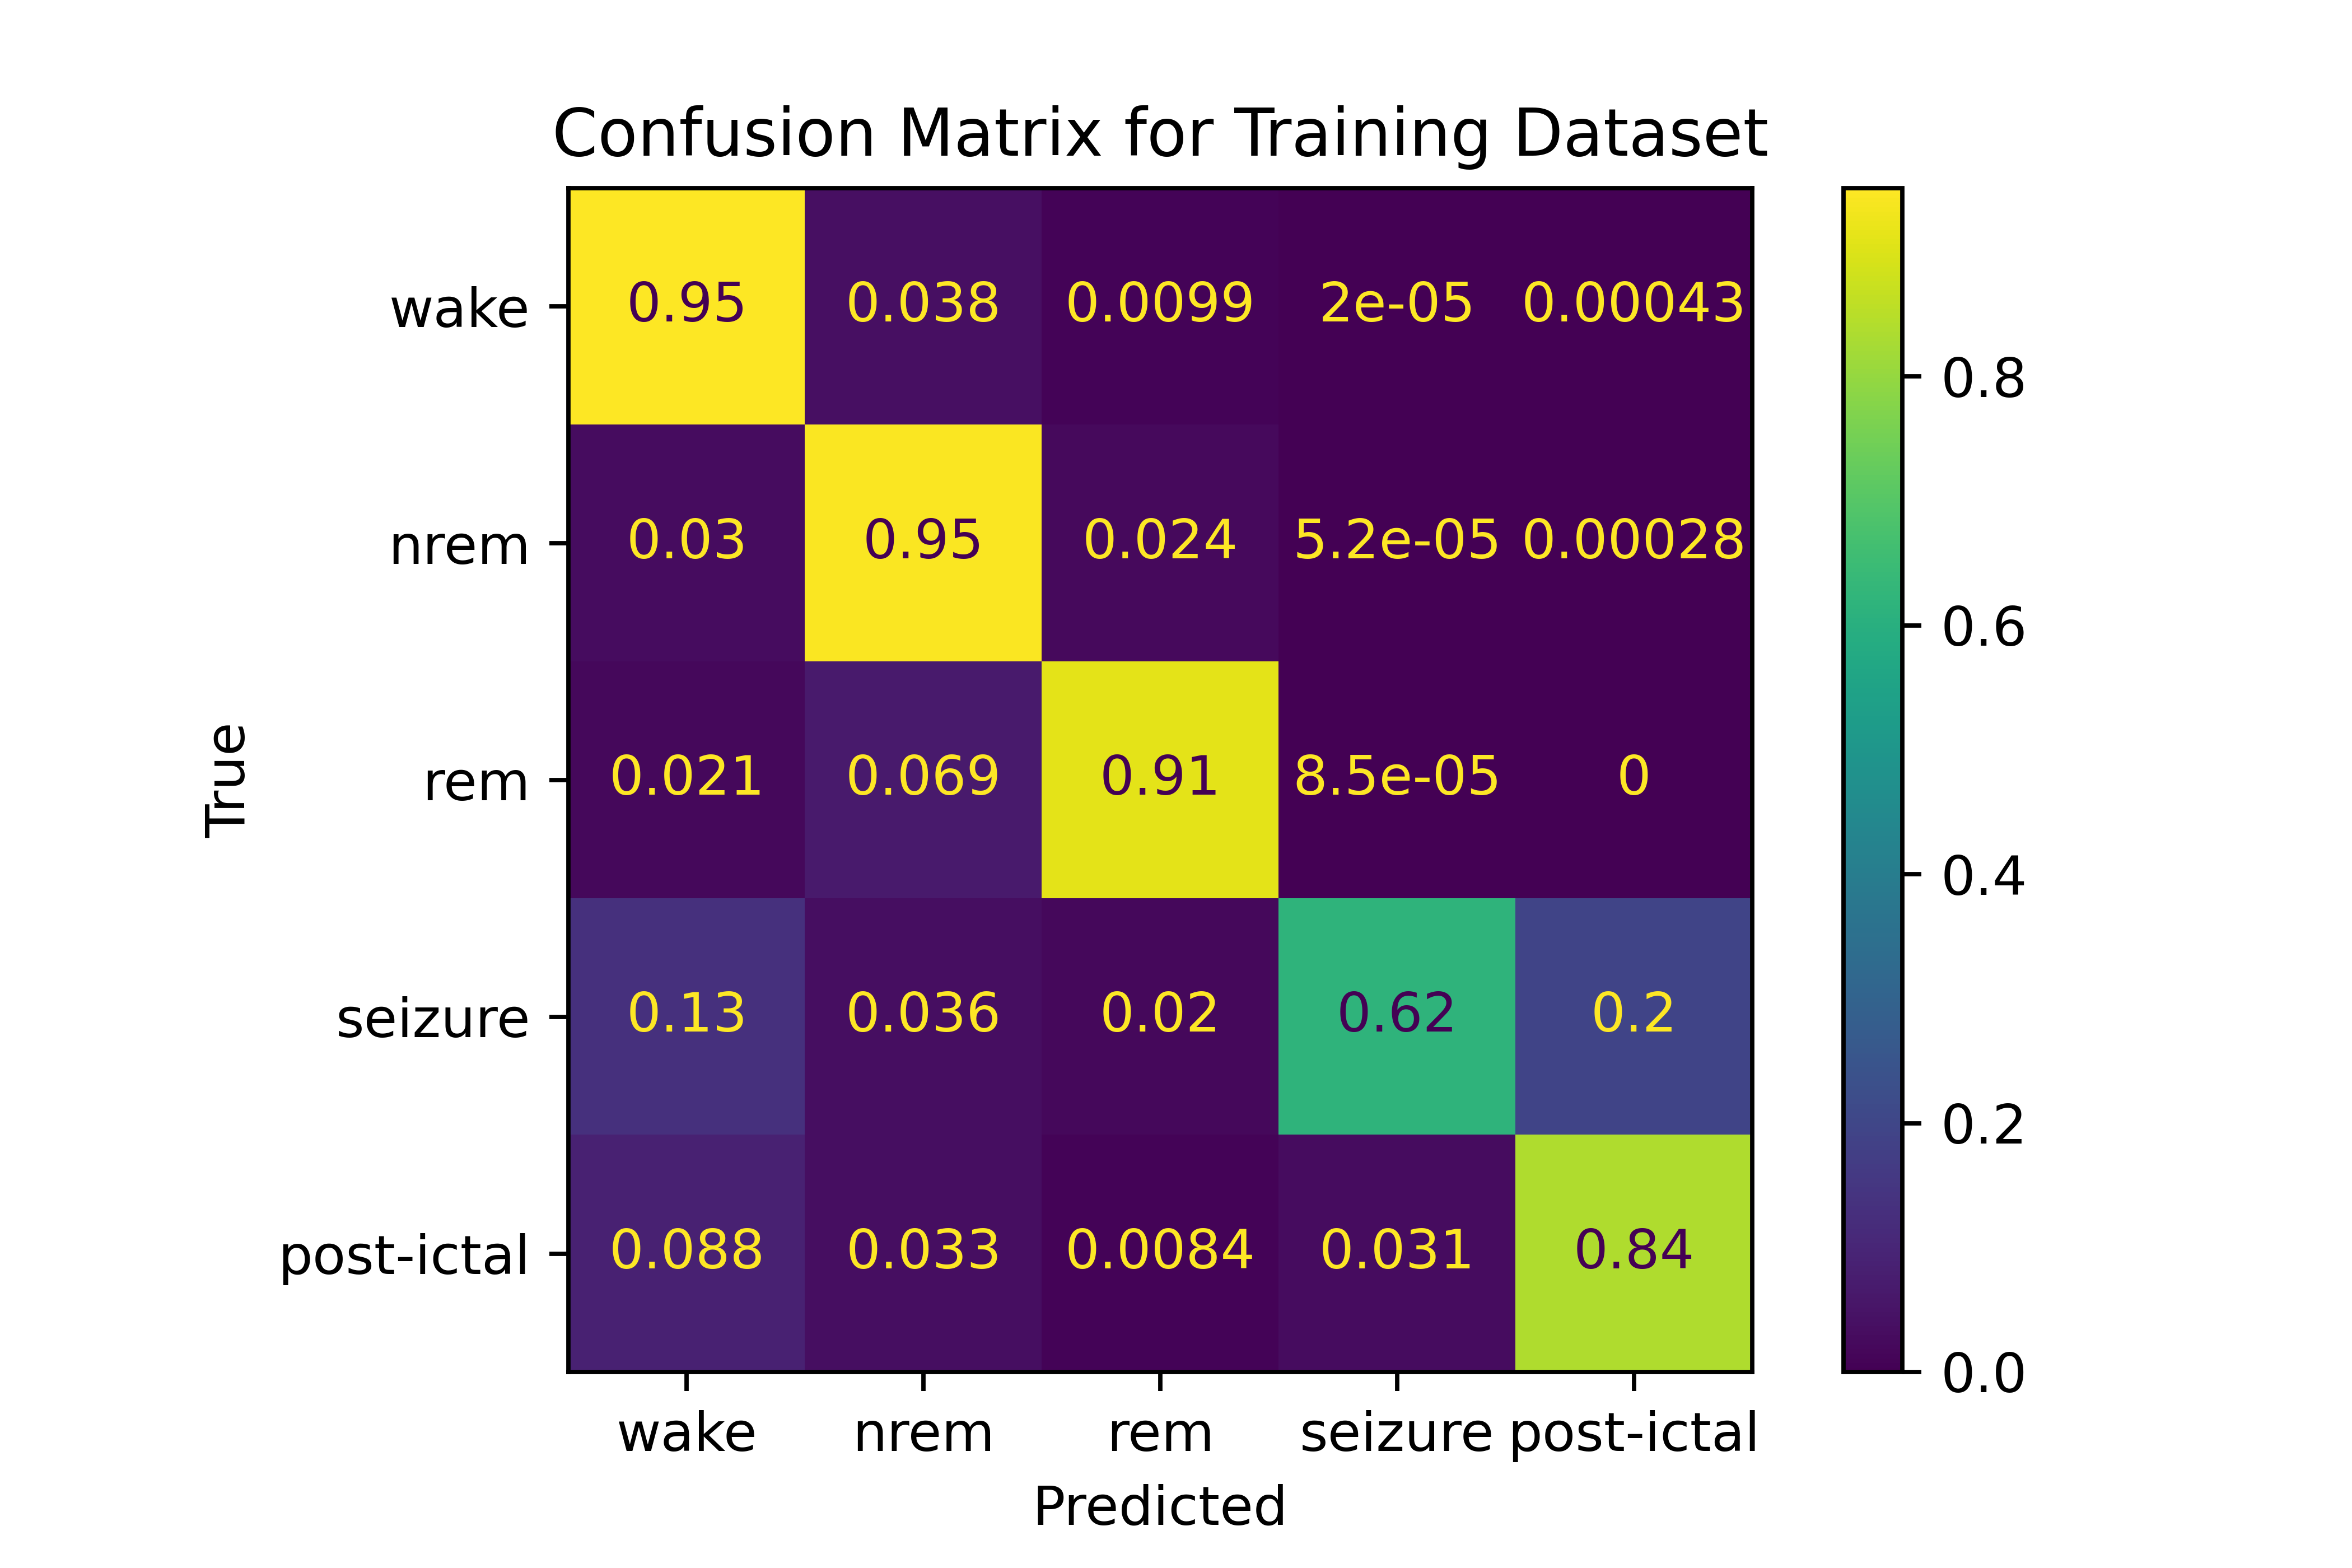 Confusion Matrix for Training Dataset
wake 0.95 0.038 0.0099 2e-05 0.00043
nrem 0.03 0.95 0.024 5.2e-05 0.00028
rem 0.021 0.069 0.91 8.5e-05 0
seizure 0.13 0.036 0.02 0.62 0.2
post-ictal 0.088 0.033 0.0084 0.031 0.84
True
wake nrem rem seizure post-ictal
Predicted
0.8
0.6
0.4
0.2
0.0